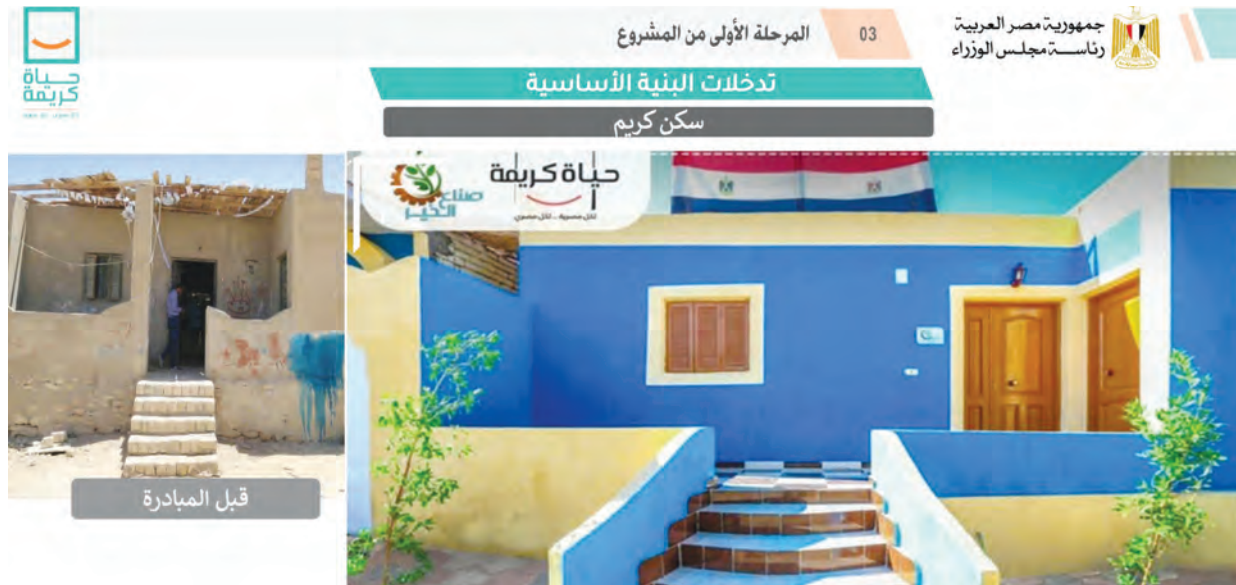 جمهورية مصر العربية
رئاسة مجلس الوزراء
03
المرحلة الأولى من المشروع
حياة
كريمة
تدخلات البنية الأساسية
سكن كريم
حياة كريمة
صناع
الخير
قبل المبادرة